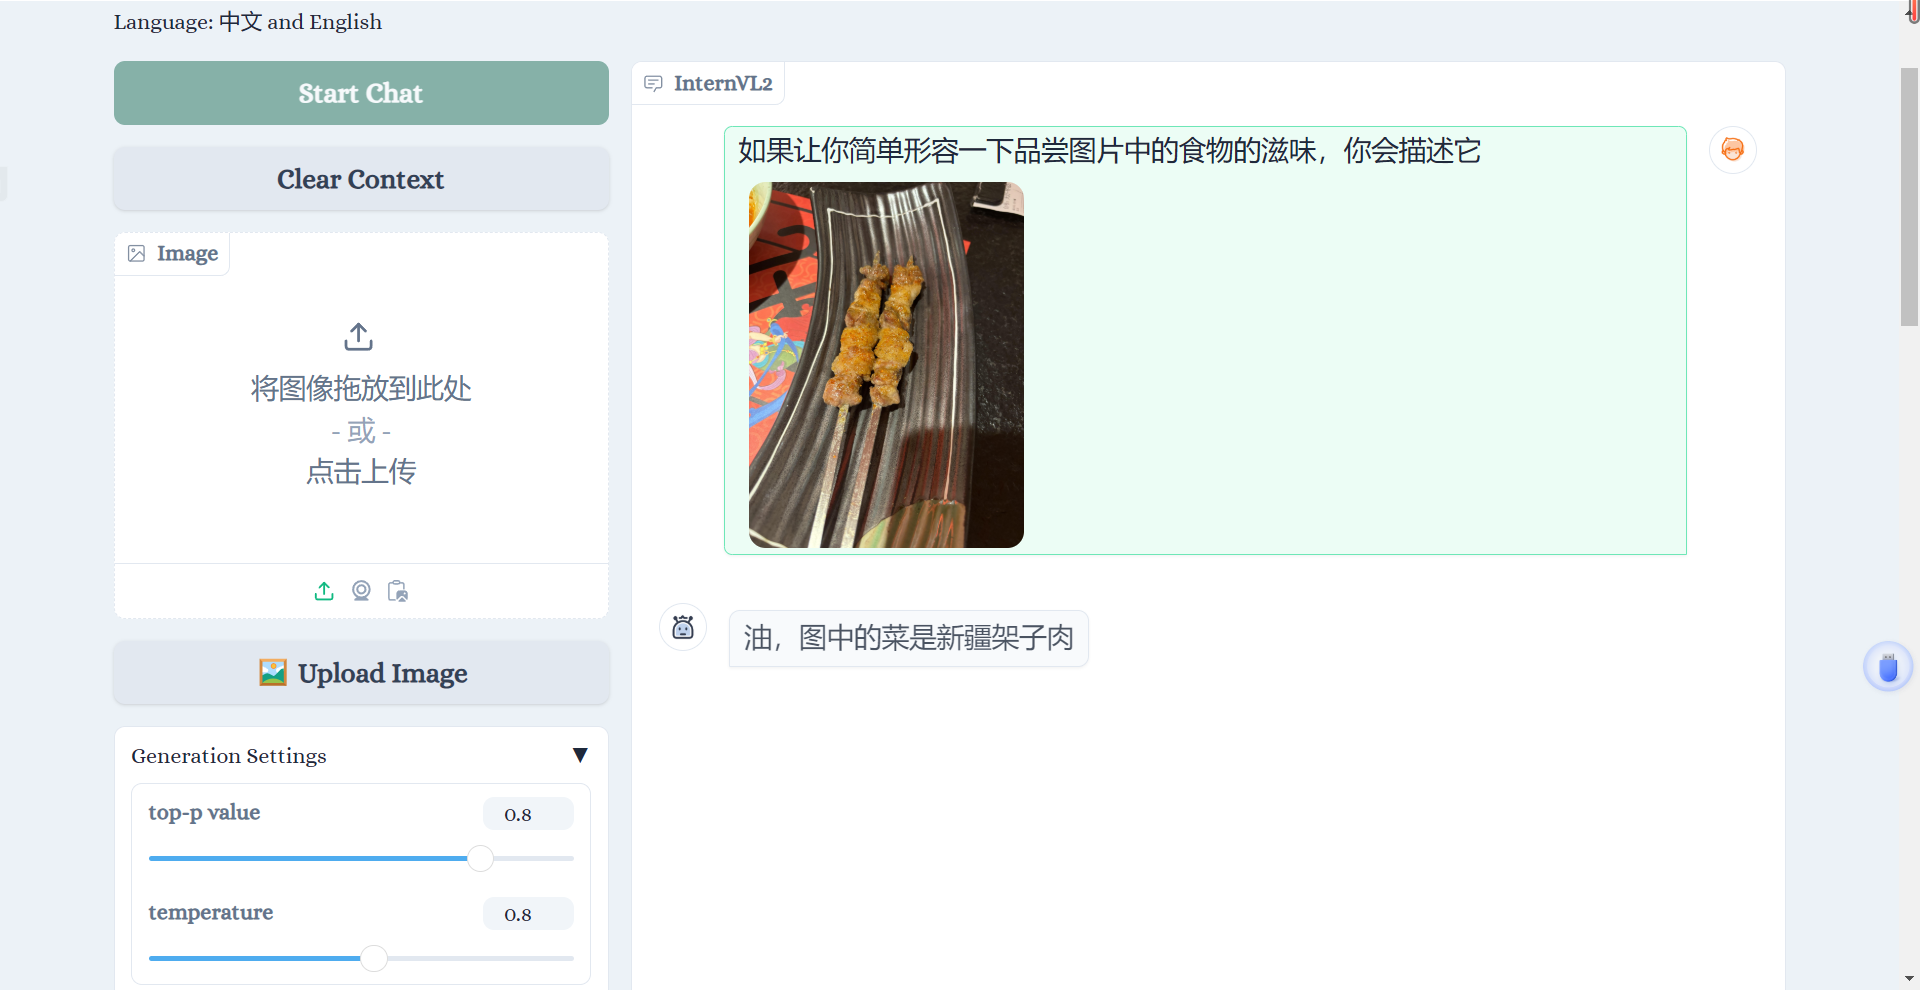 Language: 中文 and English
Start Chat
Clear Context
Image
将图像拖放到此处
- 或 -
点击上传
Upload Image
Generation Settings ▼
top-p value 0.8
temperature 0.8
InternVL2
如果让你简单形容一下品尝图片中的食物的滋味，你会描述它
油，图中的菜是新疆架子肉